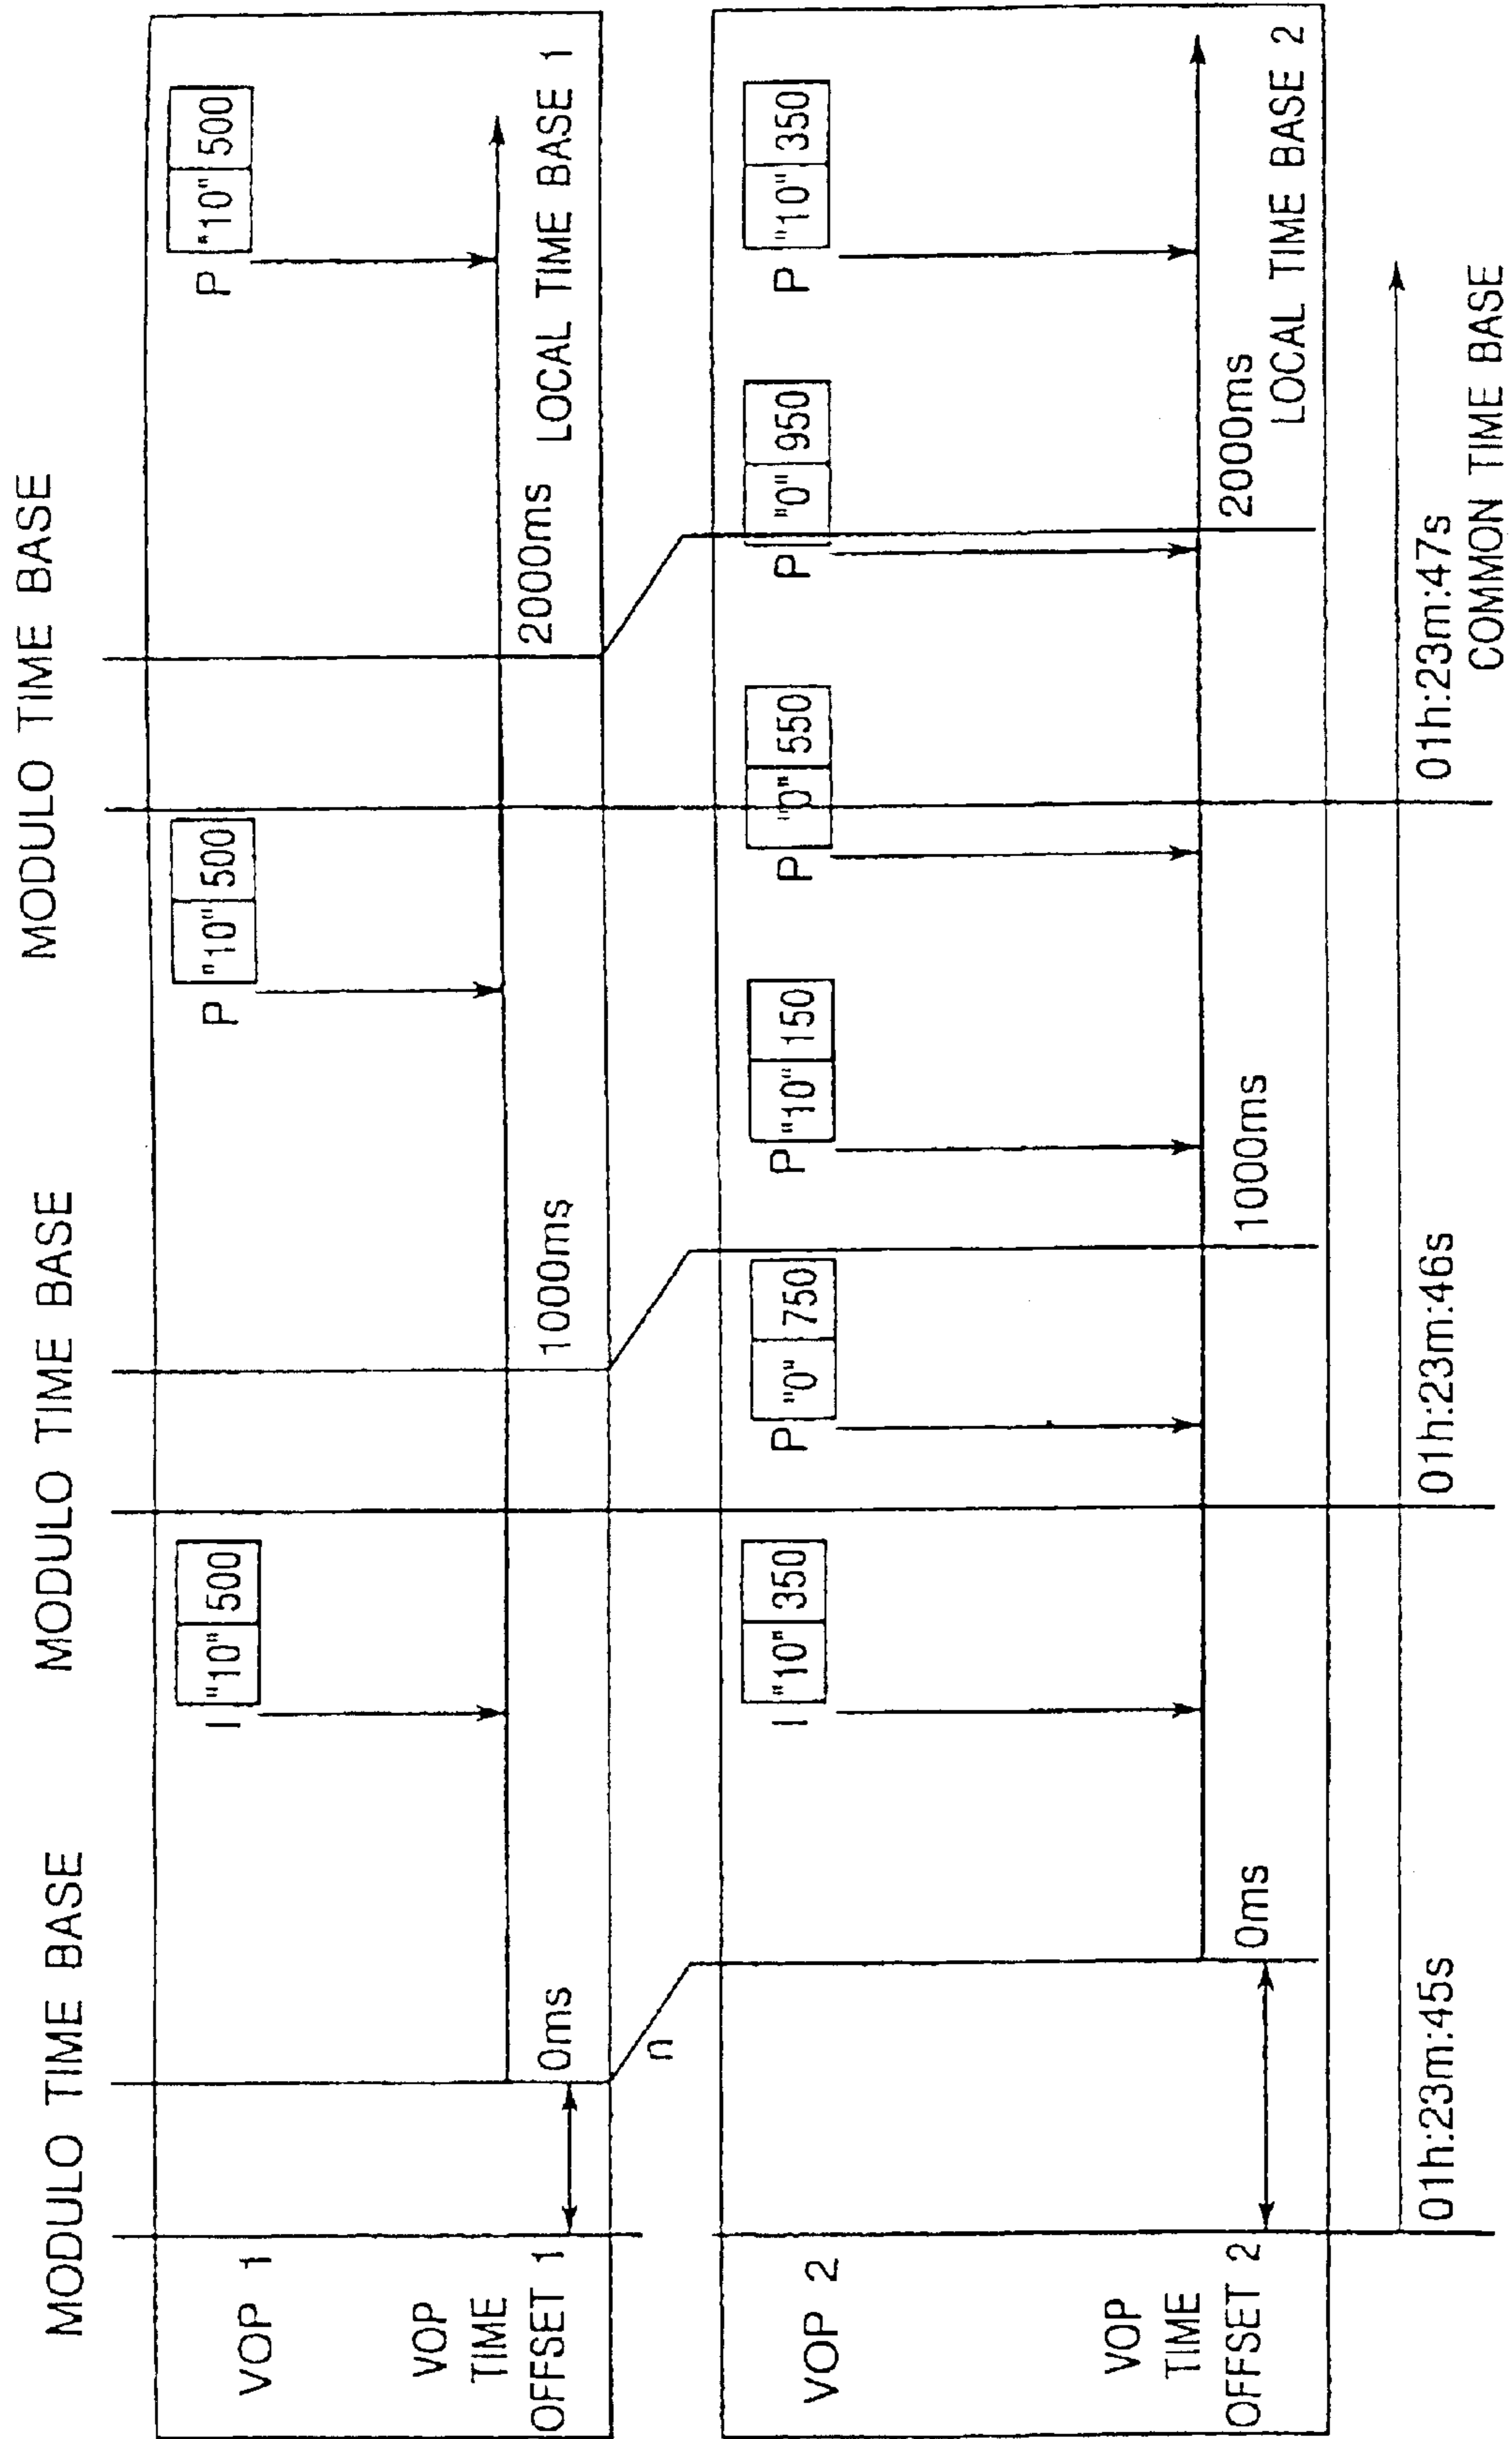 MODULO TIME BASE
MODULO TIME BASE
MODULO TIME BASE
VOP 1
I "10" 500
P "10" 500
P "10" 500
VOP
TIME
OFFSET 1
0ms
1000ms
2000ms
LOCAL TIME BASE 1
n
VOP 2
I "10" 350
P "0" 750
P "10" 150
P "0" 550
P "0" 950
P "10" 350
VOP
TIME
OFFSET 2
0ms
1000ms
2000ms
LOCAL TIME BASE 2
01h:23m:45s
01h:23m:46s
01h:23m:47s
COMMON TIME BASE